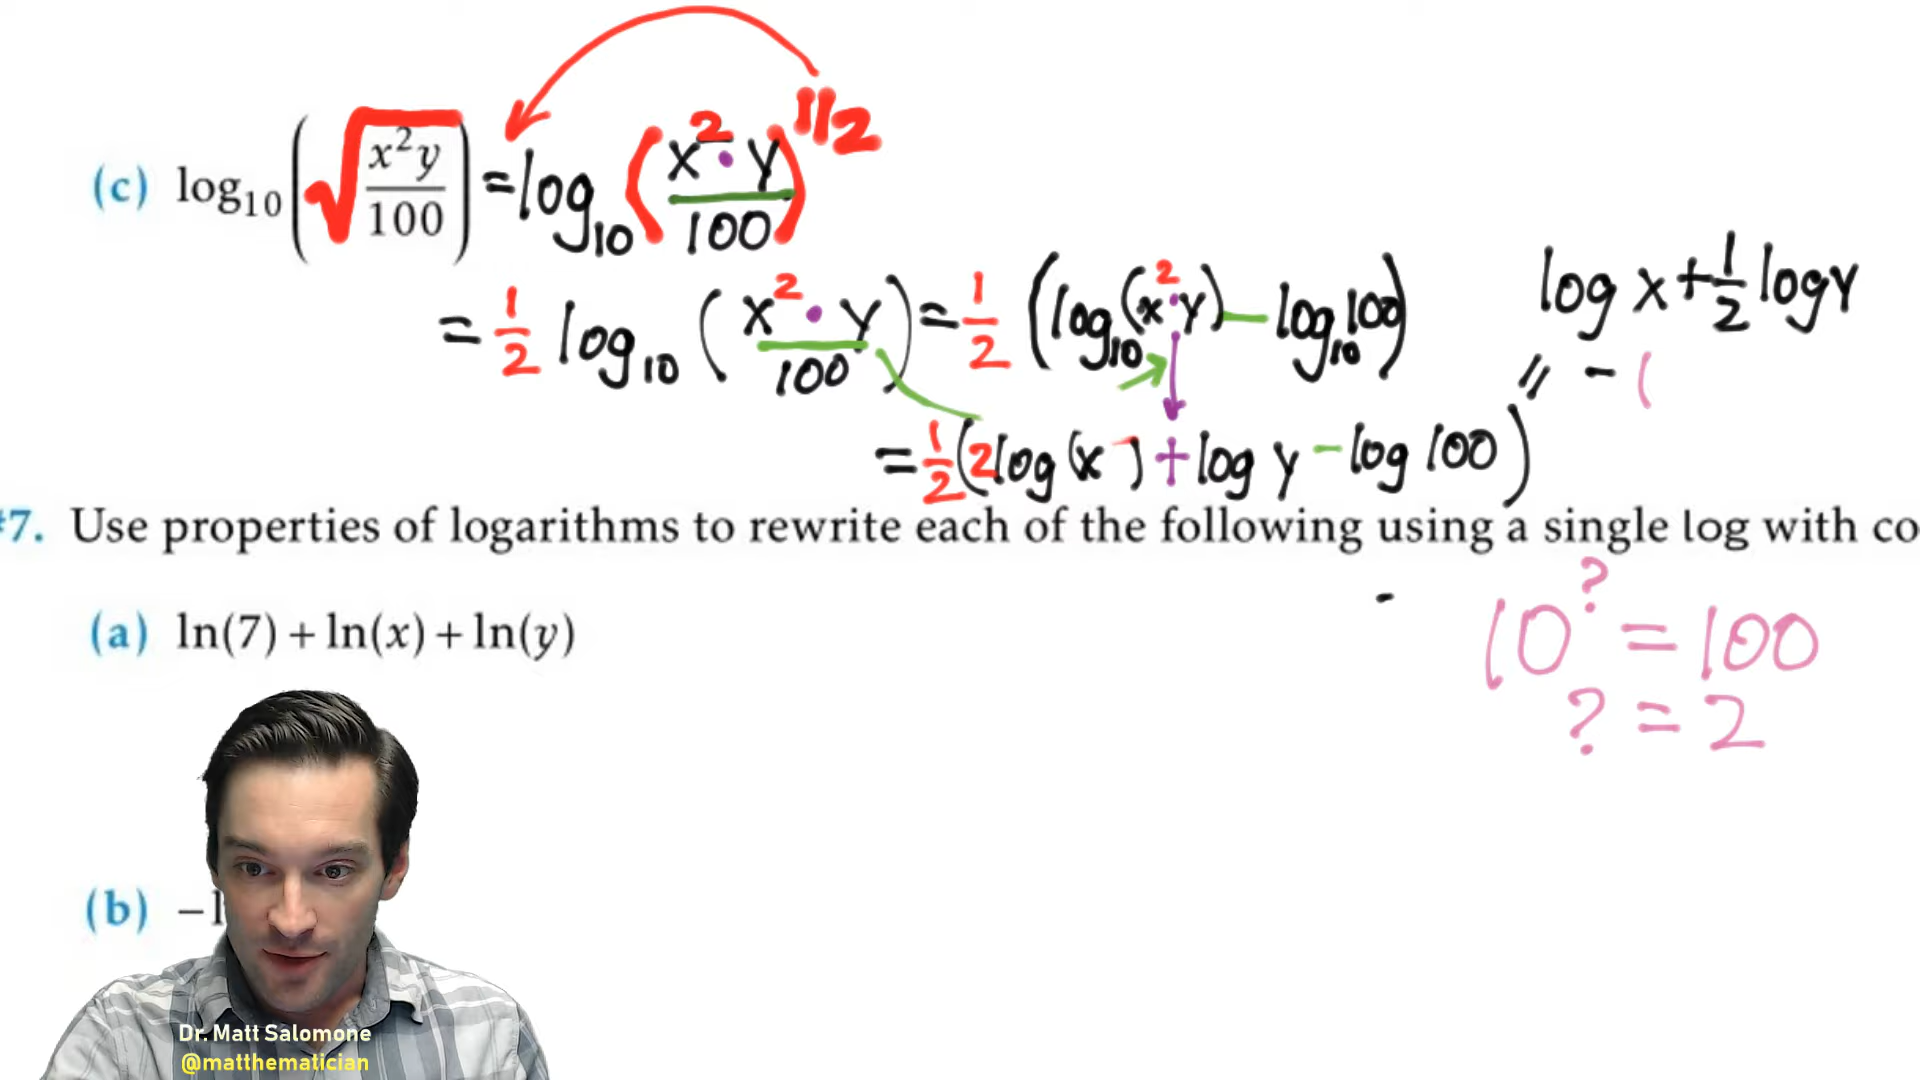 (c) log₁₀(√(x²y/100)) = log₁₀(x²·y/100)^1/2
= 1/2 log₁₀(x²·y/100) = 1/2 (log₁₀(x²·y) − log₁₀100)
= 1/2(2log(x) + log y − log 100)
log x + 1/2 log y
= − (
#7. Use properties of logarithms to rewrite each of the following using a single log with co
(a) ln(7) + ln(x) + ln(y)
10^? = 100
? = 2
(b) −l
Dr. Matt Salomone
@matthematician